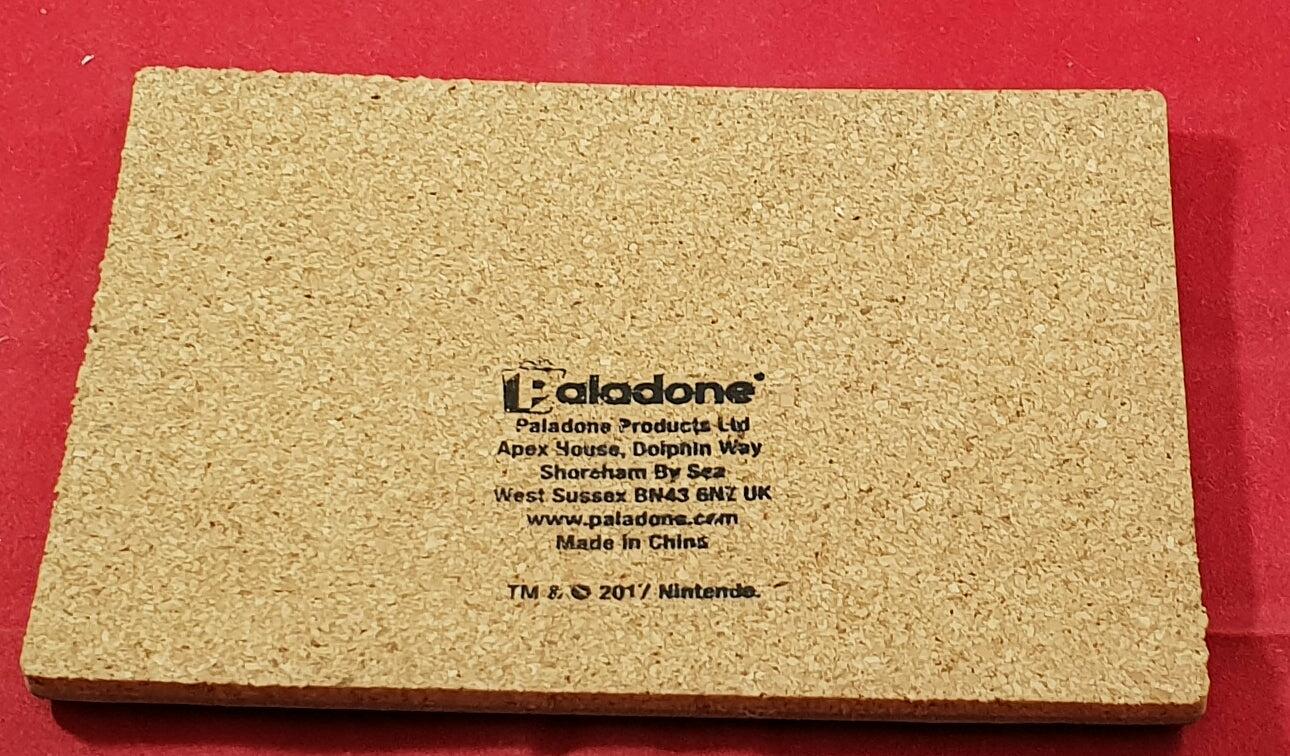 Paladone
Paladone Products Ltd
Apex House, Dolphin Way
Shoreham By Sea
West Sussex BN43 6NZ UK
www.paladone.com
Made in China
TM & © 2017 Nintendo.